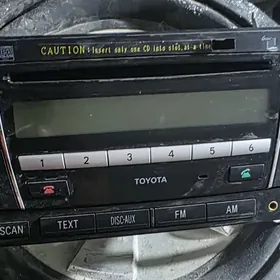 CAUTION: Insert only one CD into slot, at a time
1 2 3 4 5 6
TOYOTA
SCAN TEXT DISC·AUX FM AM